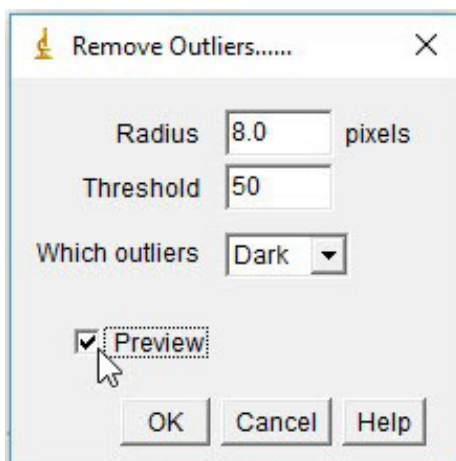 Remove Outliers......
Radius 8.0 pixels
Threshold 50
Which outliers Dark
Preview
OK Cancel Help